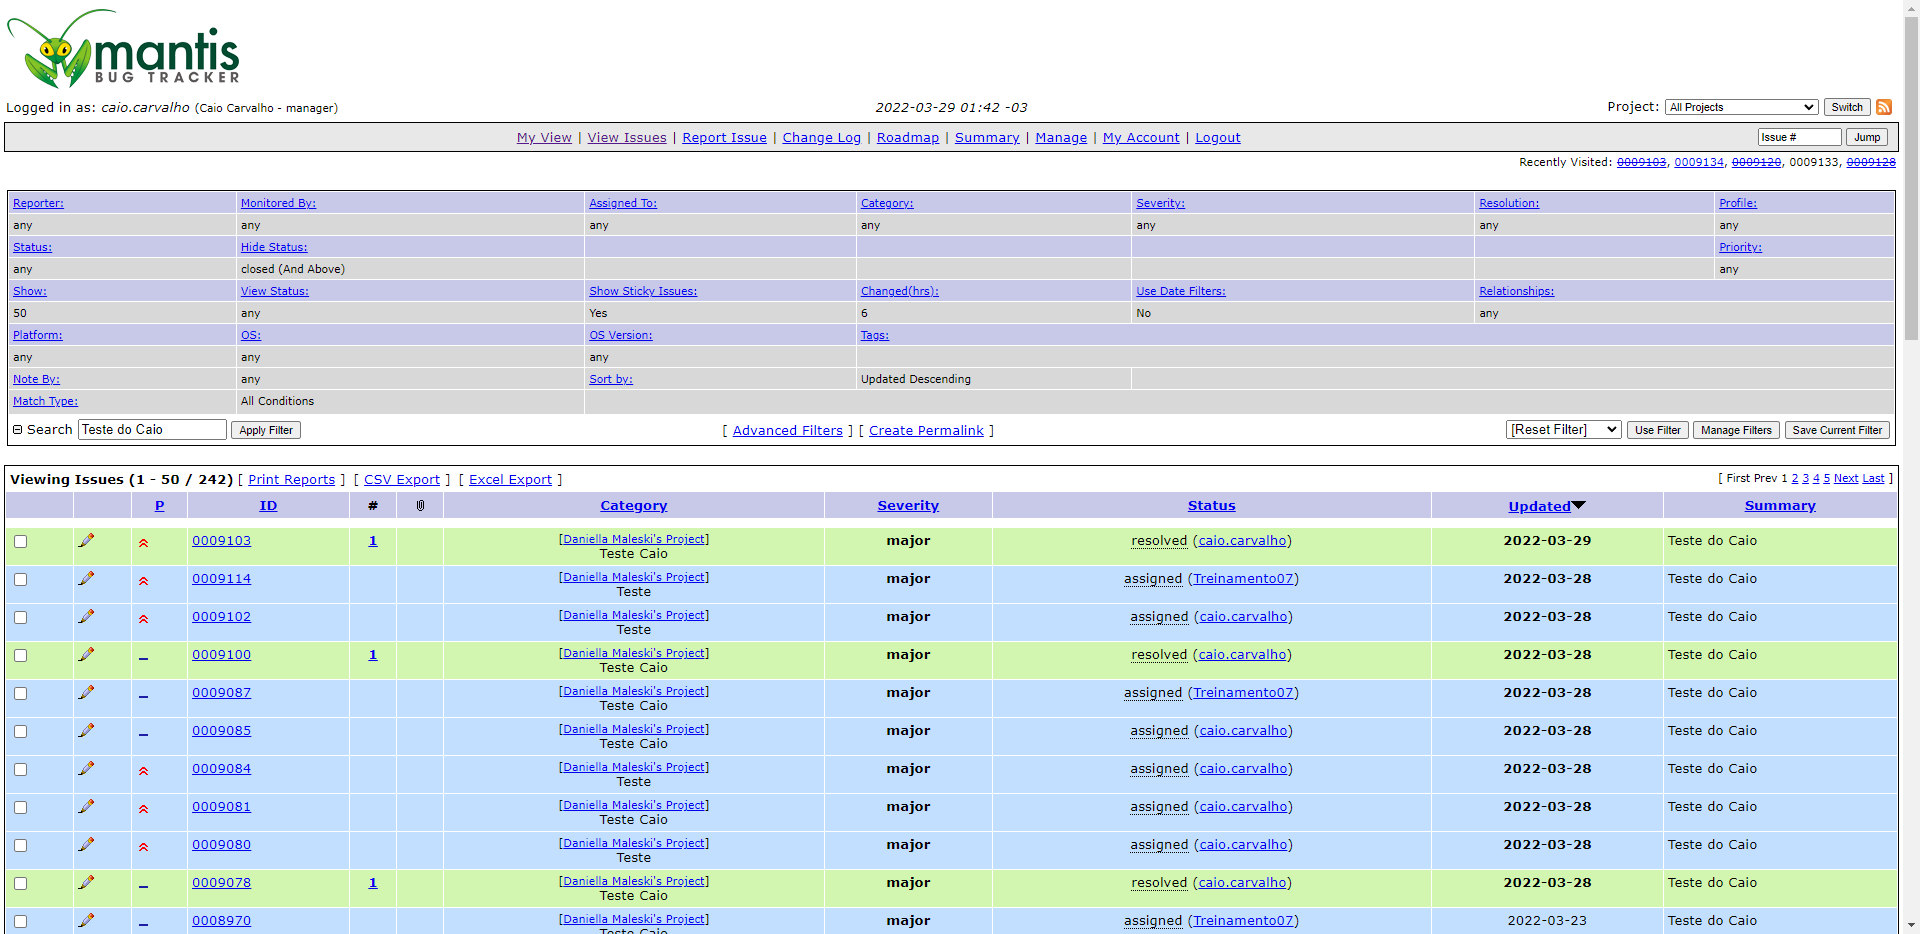 mantis
BUG TRACKER
Logged in as: caio.carvalho (Caio Carvalho - manager)
2022-03-29 01:42 -03
Project: All Projects Switch
My View | View Issues | Report Issue | Change Log | Roadmap | Summary | Manage | My Account | Logout
Issue # Jump
Recently Visited: 0009103, 0009134, 0009120, 0009133, 0009128
Reporter: Monitored By: Assigned To: Category: Severity: Resolution: Profile:
any any any any any any any
Status: Hide Status: Priority:
any closed (And Above) any
Show: View Status: Show Sticky Issues: Changed(hrs): Use Date Filters: Relationships:
50 any Yes 6 No any
Platform: OS: OS Version: Tags:
any any any
Note By: any Sort by: Updated Descending
Match Type: All Conditions
Search Teste do Caio Apply Filter [ Advanced Filters ] [ Create Permalink ] [Reset Filter] Use Filter Manage Filters Save Current Filter
Viewing Issues (1 - 50 / 242) [ Print Reports ] [ CSV Export ] [ Excel Export ] [ First Prev 1 2 3 4 5 Next Last ]
P ID # Category Severity Status Updated Summary
0009103 1 [Daniella Maleski's Project] major resolved (caio.carvalho) 2022-03-29 Teste do Caio
Teste Caio
0009114 [Daniella Maleski's Project] major assigned (Treinamento07) 2022-03-28 Teste do Caio
Teste
0009102 [Daniella Maleski's Project] major assigned (caio.carvalho) 2022-03-28 Teste do Caio
Teste
0009100 1 [Daniella Maleski's Project] major resolved (caio.carvalho) 2022-03-28 Teste do Caio
Teste Caio
0009087 [Daniella Maleski's Project] major assigned (Treinamento07) 2022-03-28 Teste do Caio
Teste Caio
0009085 [Daniella Maleski's Project] major assigned (caio.carvalho) 2022-03-28 Teste do Caio
Teste Caio
0009084 [Daniella Maleski's Project] major assigned (caio.carvalho) 2022-03-28 Teste do Caio
Teste
0009081 [Daniella Maleski's Project] major assigned (caio.carvalho) 2022-03-28 Teste do Caio
Teste Caio
0009080 [Daniella Maleski's Project] major assigned (caio.carvalho) 2022-03-28 Teste do Caio
Teste
0009078 1 [Daniella Maleski's Project] major resolved (caio.carvalho) 2022-03-28 Teste do Caio
Teste Caio
0008970 [Daniella Maleski's Project] major assigned (Treinamento07) 2022-03-23 Teste do Caio
Teste Caio